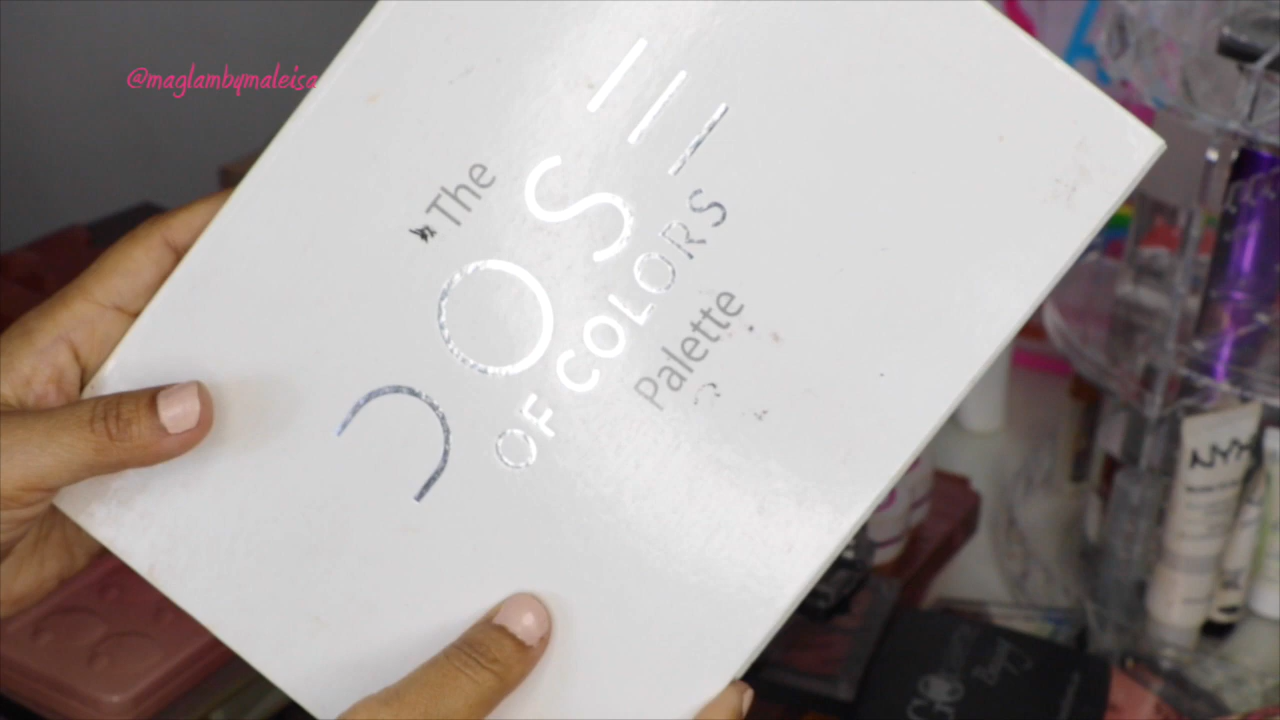 @maglambymaleisa
The
DOSE
OF COLORS
Palette
NYX